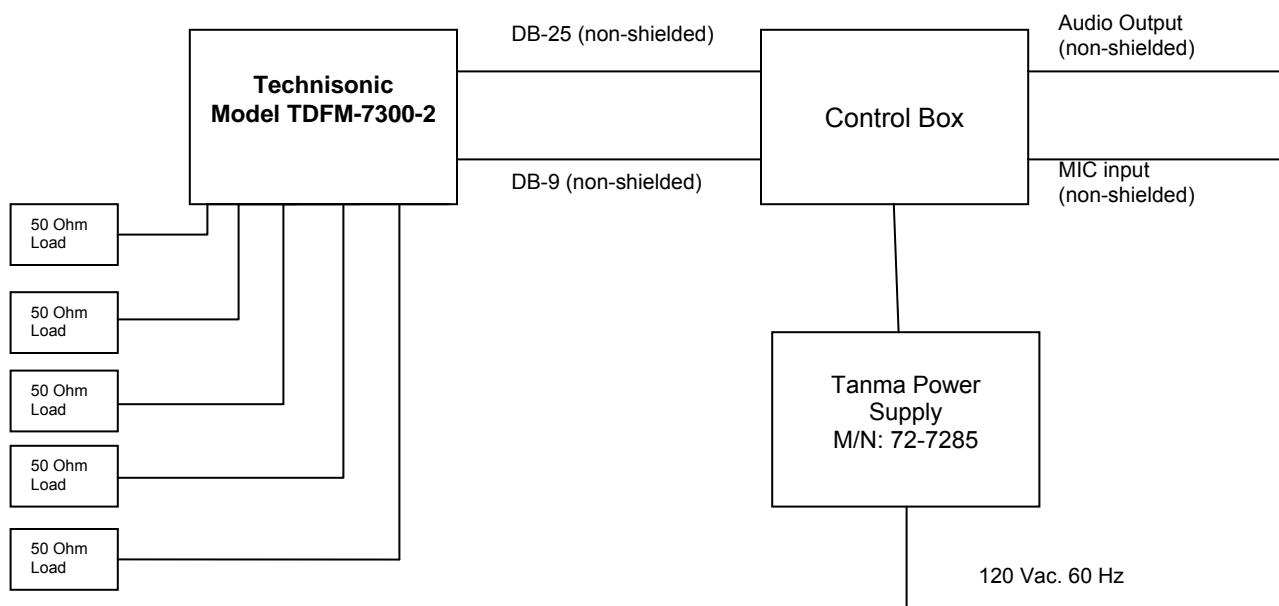 Technisonic
Model TDFM-7300-2
DB-25 (non-shielded)
DB-9 (non-shielded)
Control Box
Audio Output
(non-shielded)
MIC input
(non-shielded)
50 Ohm
Load
50 Ohm
Load
50 Ohm
Load
50 Ohm
Load
50 Ohm
Load
Tanma Power
Supply
M/N: 72-7285
120 Vac. 60 Hz